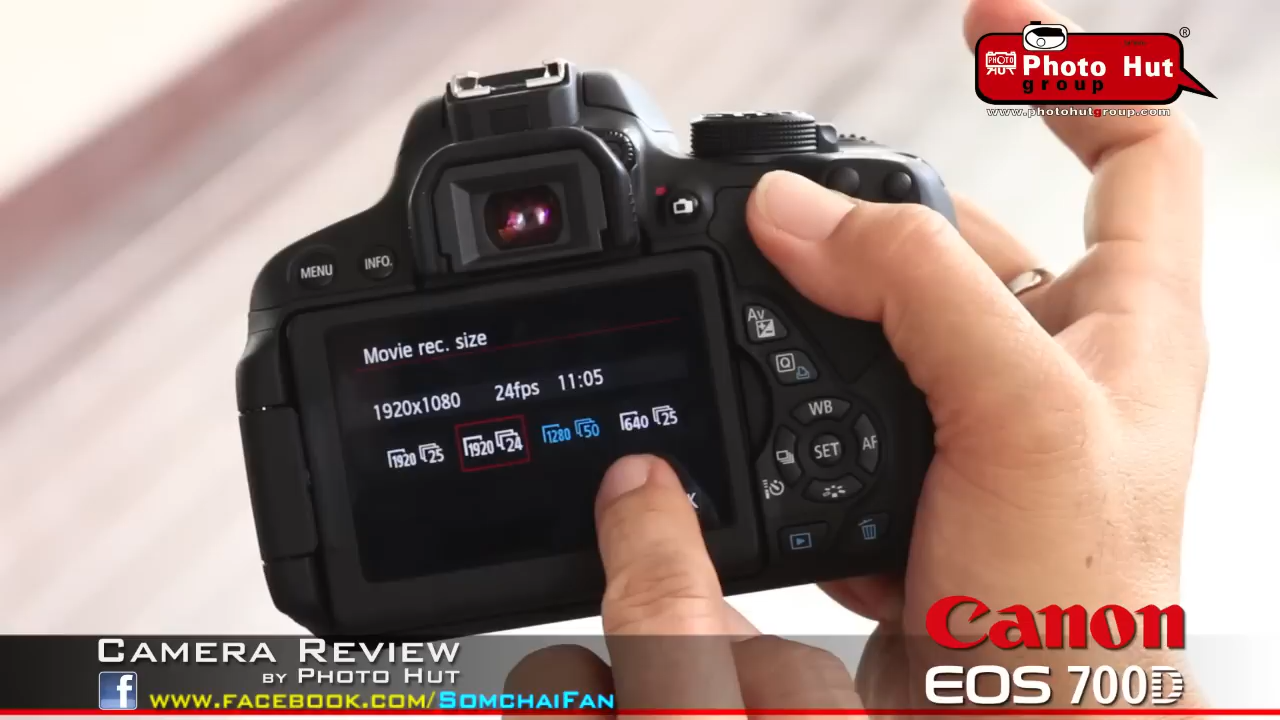 ®
PHOTO
HUT
Photo Hut
group
www.photohutgroup.com
MENU
INFO.
Av
Q
Movie rec. size
1920x1080 24fps 11:05
1920 25 1920 24 1280 50 640 25
K
WB
SET
AF
CAMERA REVIEW
BY PHOTO HUT
f
WWW.FACEBOOK.COM/SOMCHAIFAN
Canon
EOS 700D